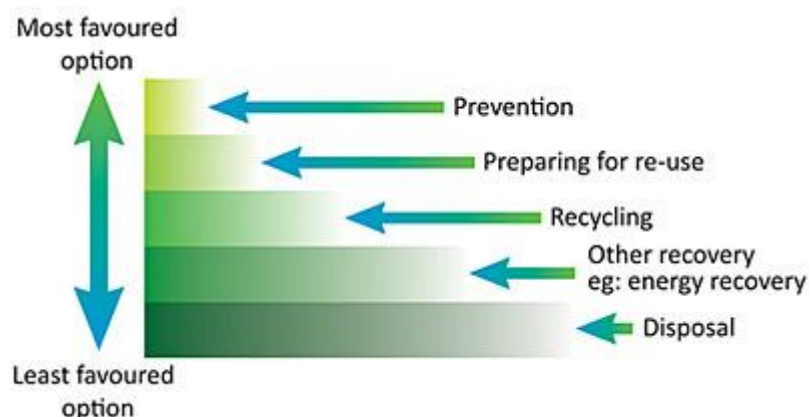 Most favoured
option
Prevention
Preparing for re-use
Recycling
Other recovery
eg: energy recovery
Disposal
Least favoured
option